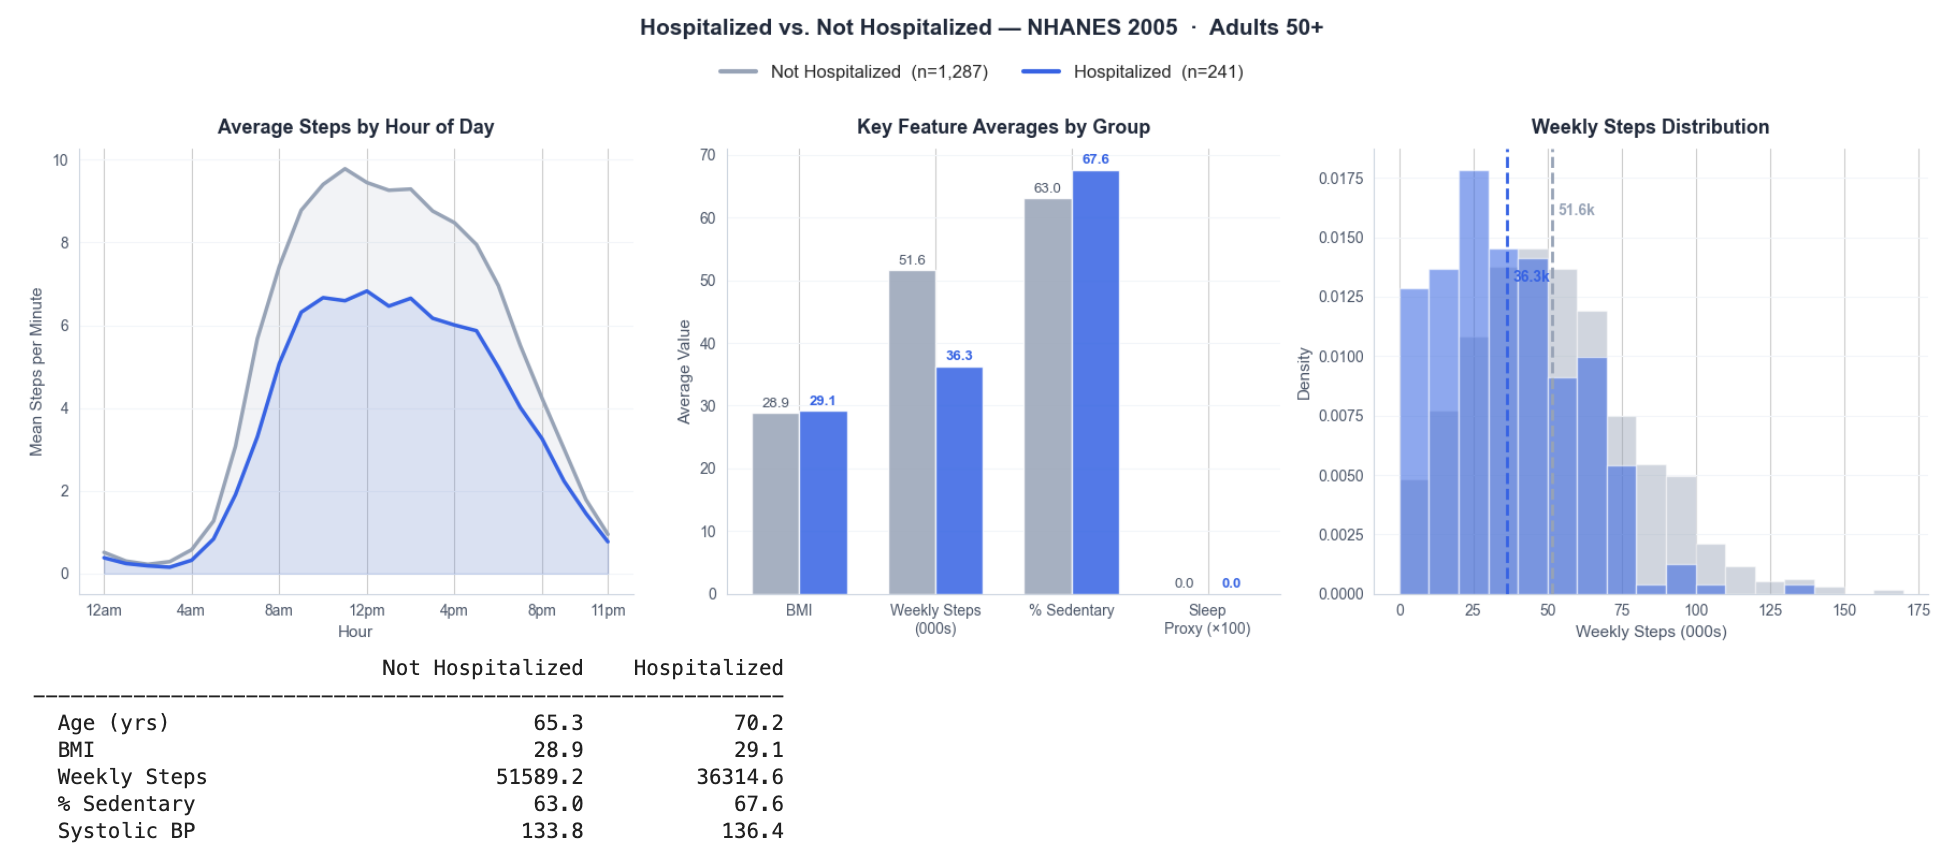 Hospitalized vs. Not Hospitalized — NHANES 2005 · Adults 50+
Not Hospitalized (n=1,287)
Hospitalized (n=241)
Average Steps by Hour of Day
Mean Steps per Minute
10
8
6
4
2
0
12am 4am 8am 12pm 4pm 8pm 11pm
Hour
Key Feature Averages by Group
Average Value
70
60
50
40
30
20
10
0
28.9
29.1
51.6
36.3
63.0
67.6
0.0
0.0
BMI
Weekly Steps
(000s)
% Sedentary
Sleep
Proxy (×100)
Weekly Steps Distribution
Density
0.0175
0.0150
0.0125
0.0100
0.0075
0.0050
0.0025
0.0000
51.6k
36.3k
0 25 50 75 100 125 150 175
Weekly Steps (000s)
Not Hospitalized Hospitalized
Age (yrs) 65.3 70.2
BMI 28.9 29.1
Weekly Steps 51589.2 36314.6
% Sedentary 63.0 67.6
Systolic BP 133.8 136.4